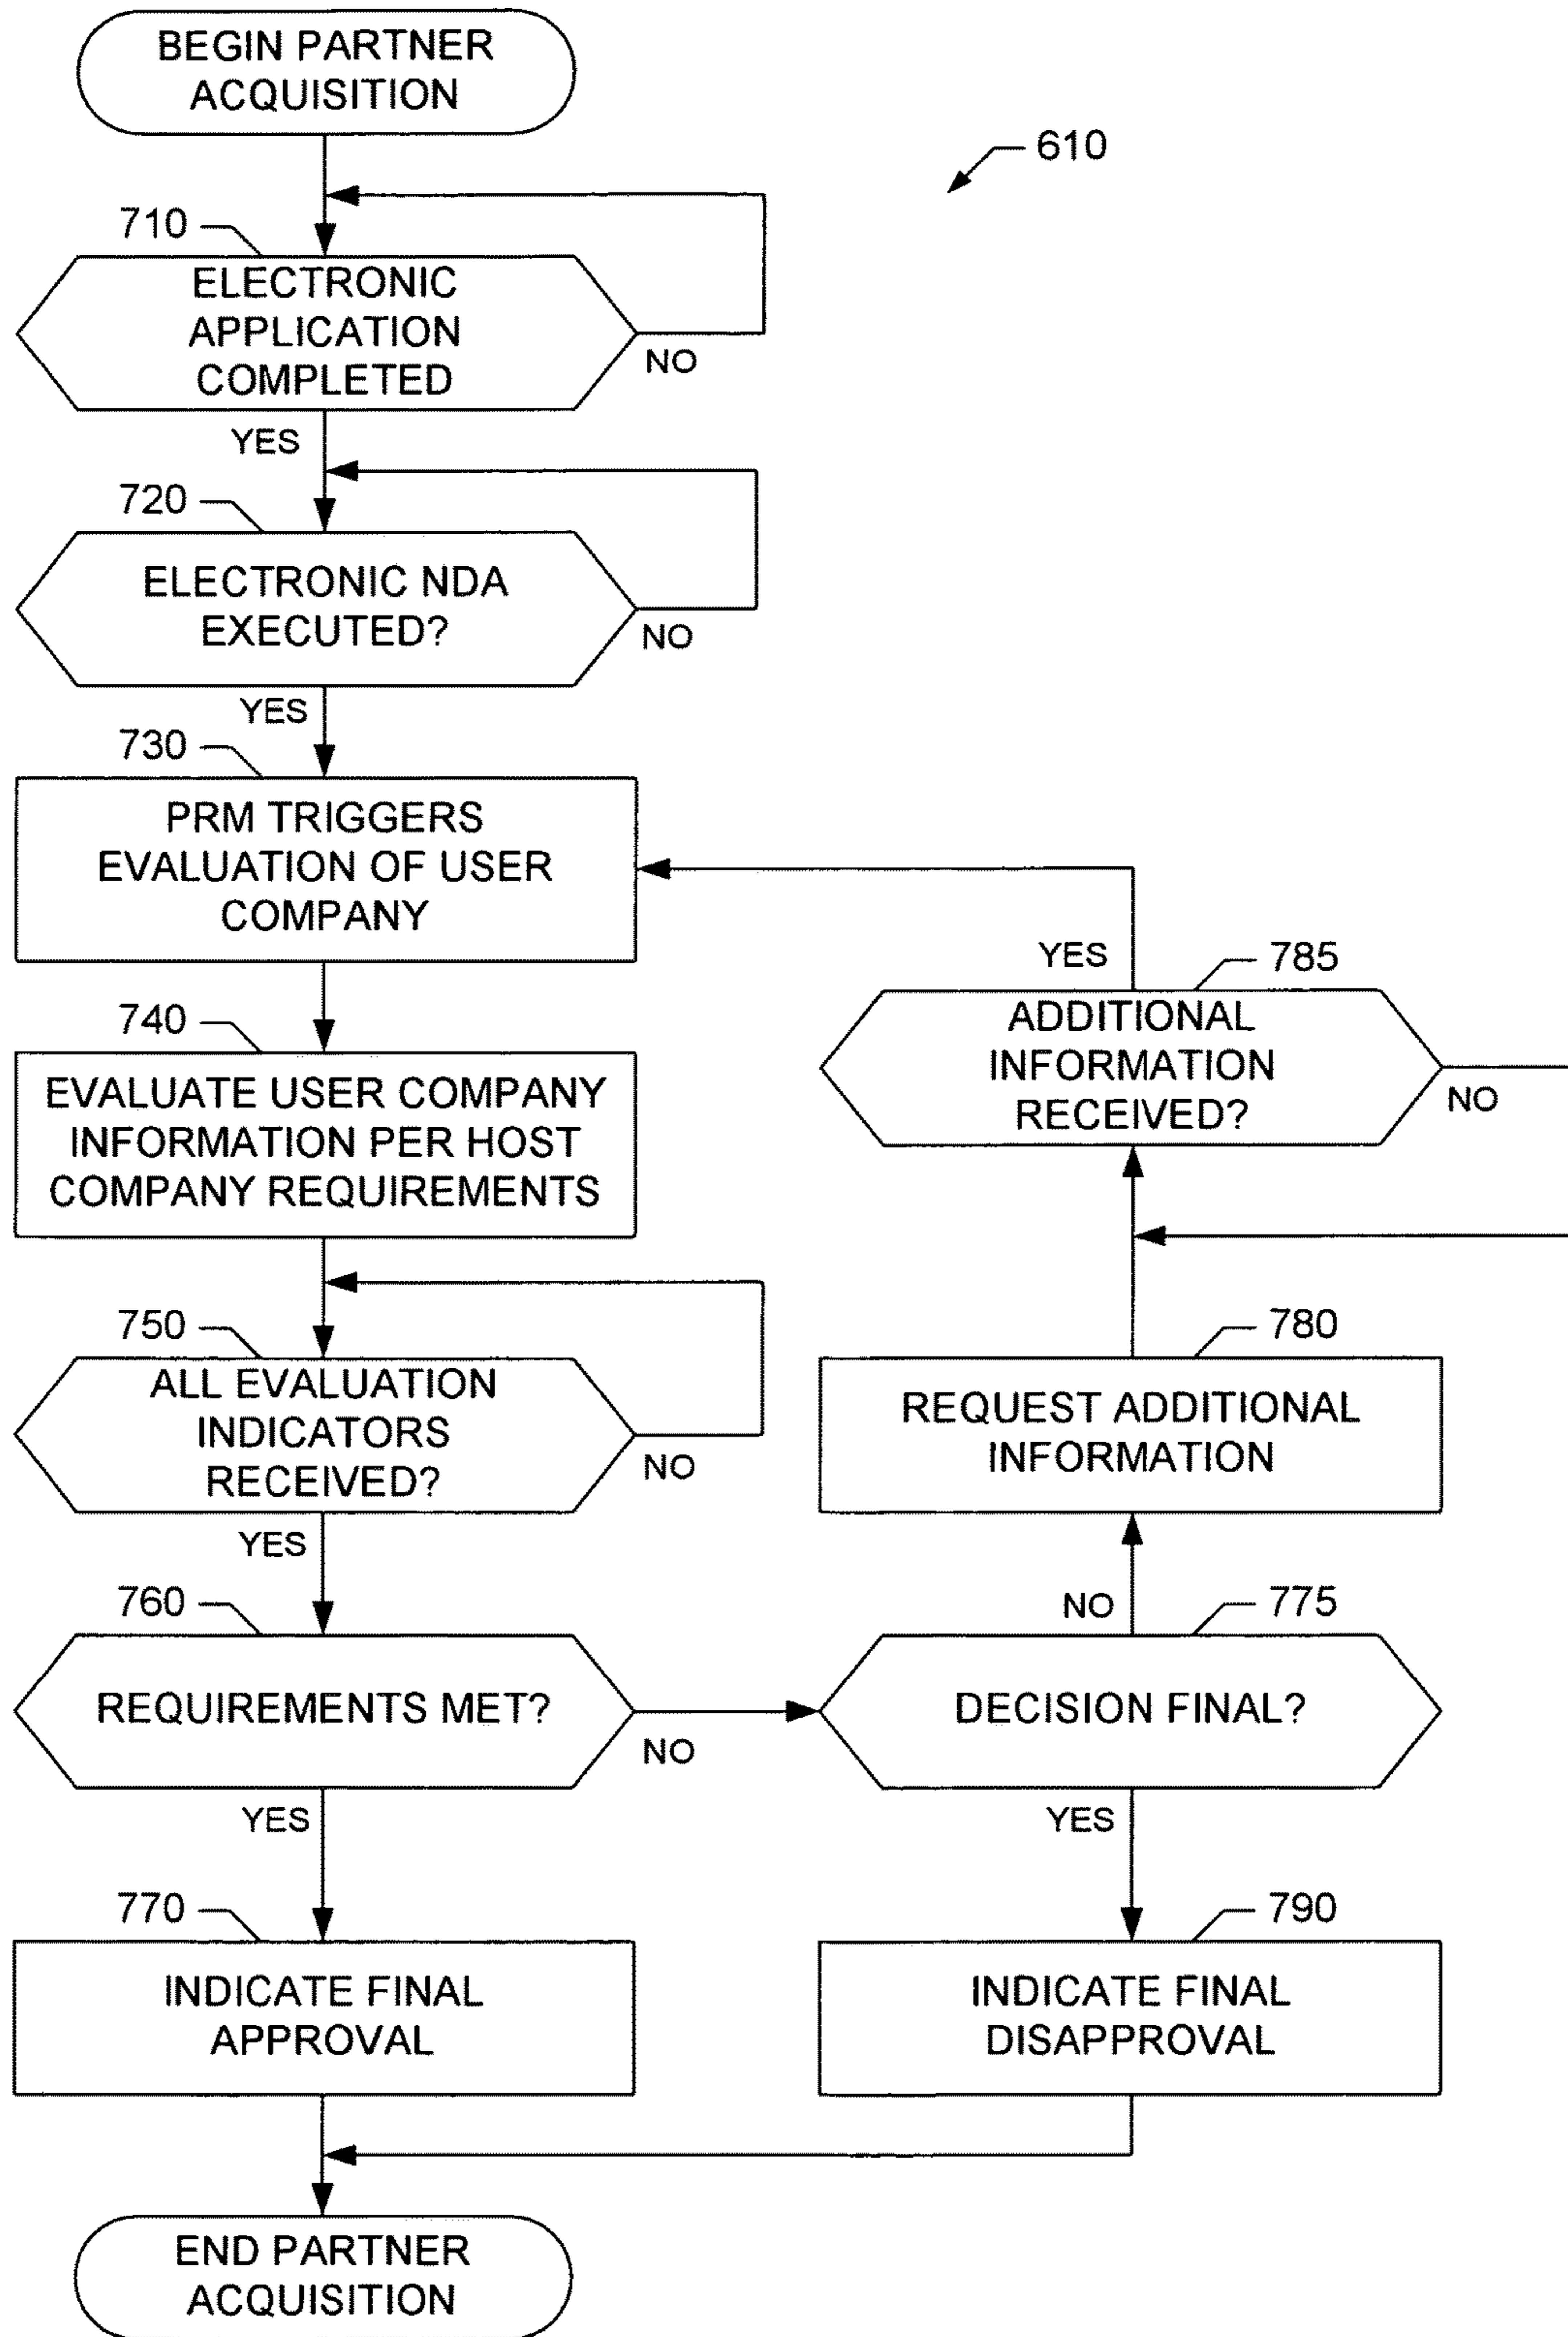 BEGIN PARTNER
ACQUISITION
610
710
ELECTRONIC
APPLICATION
COMPLETED
NO
YES
720
ELECTRONIC NDA
EXECUTED?
NO
YES
730
PRM TRIGGERS
EVALUATION OF USER
COMPANY
740
EVALUATE USER COMPANY
INFORMATION PER HOST
COMPANY REQUIREMENTS
750
ALL EVALUATION
INDICATORS
RECEIVED?
NO
YES
760
REQUIREMENTS MET?
NO
YES
770
INDICATE FINAL
APPROVAL
YES
785
ADDITIONAL
INFORMATION
RECEIVED?
NO
780
REQUEST ADDITIONAL
INFORMATION
NO
775
DECISION FINAL?
YES
790
INDICATE FINAL
DISAPPROVAL
END PARTNER
ACQUISITION